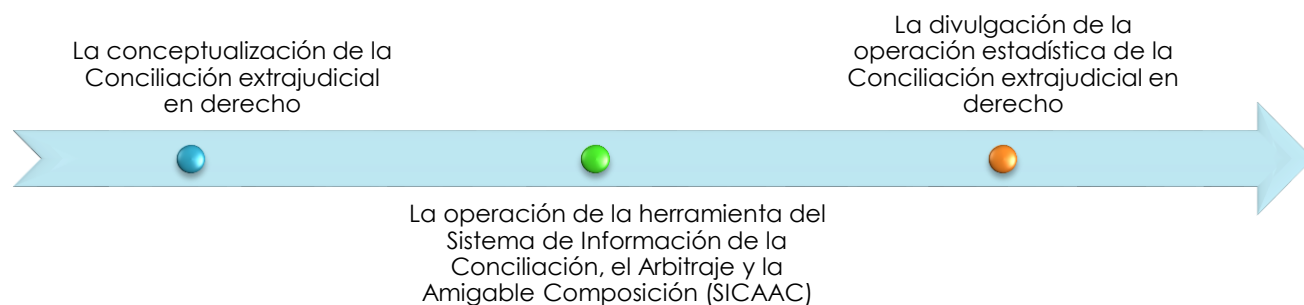 La conceptualización de la
Conciliación extrajudicial
en derecho
La operación de la herramienta del
Sistema de Información de la
Conciliación, el Arbitraje y la
Amigable Composición (SICAAC)
La divulgación de la
operación estadística de la
Conciliación extrajudicial en
derecho